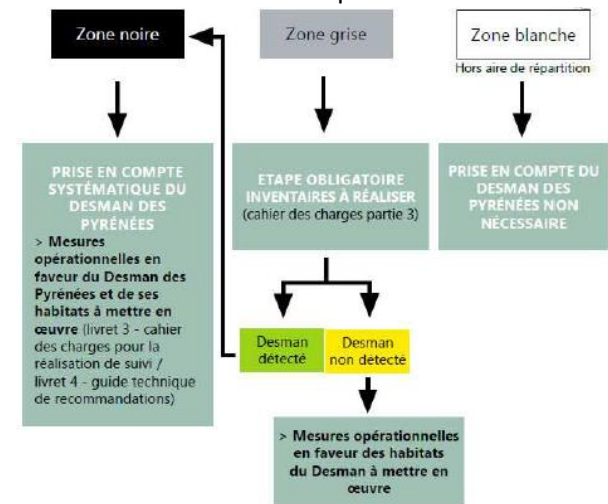 Zone noire
Zone grise
Zone blanche
Hors aire de répartition
PRISE EN COMPTE
SYSTÉMATIQUE DU
DESMAN DES
PYRÉNÉES
> Mesures
opérationnelles en
faveur du Desman des
Pyrénées et de ses
habitats à mettre en
œuvre (livret 3 - cahier
des charges pour la
réalisation de suivi /
livret 4 - guide technique
de recommandations)
ETAPE OBLIGATOIRE
INVENTAIRES À RÉALISER
(cahier des charges partie 3)
PRISE EN COMPTE DU
DESMAN DES
PYRÉNÉES NON
NÉCESSAIRE
Desman
détecté
Desman
non détecté
> Mesures opérationnelles
en faveur des habitats
du Desman à mettre en
œuvre